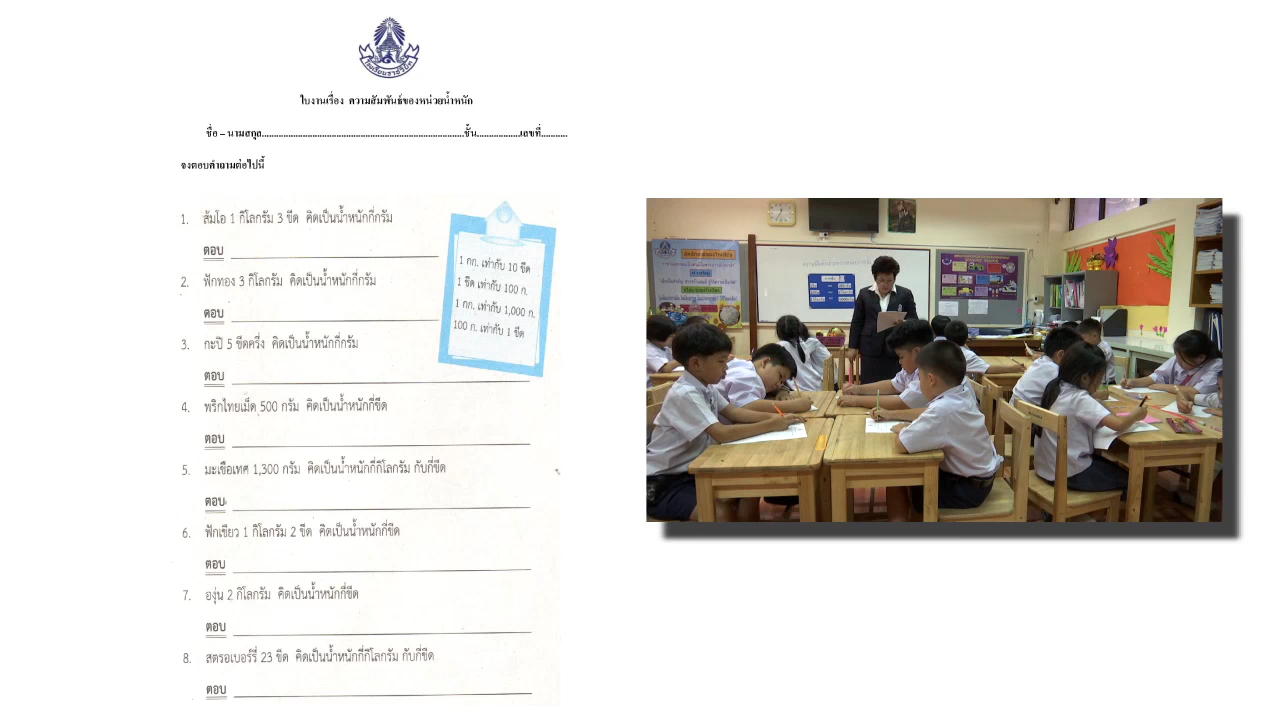 โรงเรียนราชวินิต
ใบงานเรื่อง ความสัมพันธ์ของหน่วยน้ำหนัก
ชื่อ – นามสกุล....................................................................................ชั้น..................เลขที่...........
จงตอบคำถามต่อไปนี้
1. ส้มโอ 1 กิโลกรัม 3 ขีด คิดเป็นน้ำหนักกี่กรัม
ตอบ
2. ฟักทอง 3 กิโลกรัม คิดเป็นน้ำหนักกี่กรัม
ตอบ
3. กะปิ 5 ขีดครึ่ง คิดเป็นน้ำหนักกี่กรัม
ตอบ
4. พริกไทยเม็ด 500 กรัม คิดเป็นน้ำหนักกี่ขีด
ตอบ
5. มะเขือเทศ 1,300 กรัม คิดเป็นน้ำหนักกี่กิโลกรัม กับกี่ขีด
ตอบ
6. ฟักเขียว 1 กิโลกรัม 2 ขีด คิดเป็นน้ำหนักกี่ขีด
ตอบ
7. องุ่น 2 กิโลกรัม คิดเป็นน้ำหนักกี่ขีด
ตอบ
8. สตรอเบอร์รี่ 23 ขีด คิดเป็นน้ำหนักกี่กิโลกรัม กับกี่ขีด
ตอบ
1 กก. เท่ากับ 10 ขีด
1 ขีด เท่ากับ 100 ก.
1 กก. เท่ากับ 1,000 ก.
100 ก. เท่ากับ 1 ขีด